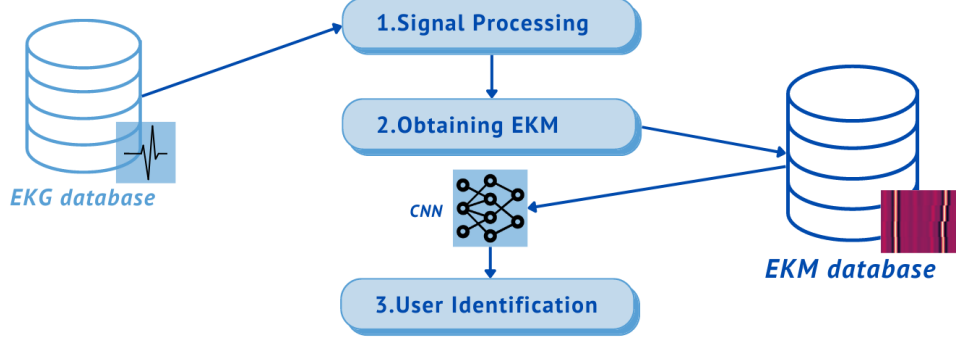 1.Signal Processing
2.Obtaining EKM
EKG database
CNN
EKM database
3.User Identification